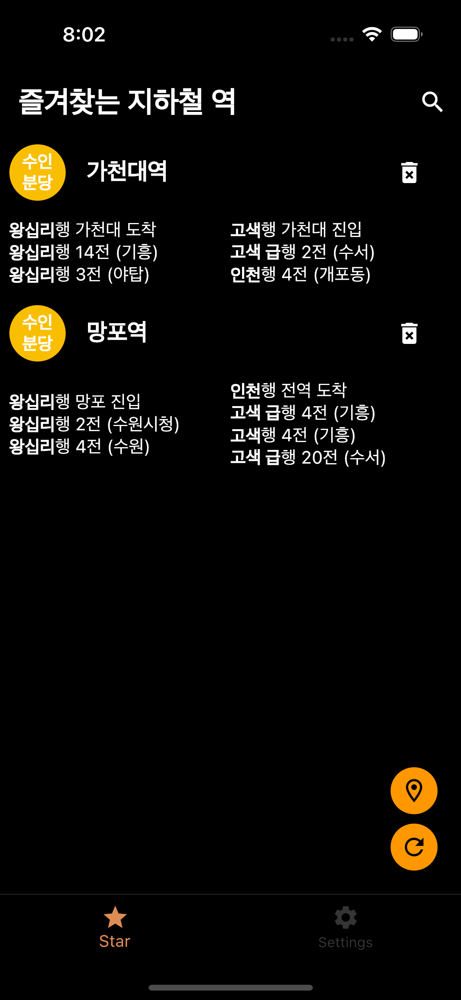 8:02
즐겨찾는 지하철 역
수인
분당
가천대역
왕십리행 가천대 도착
왕십리행 14전 (기흥)
왕십리행 3전 (야탑)
고색행 가천대 진입
고색 급행 2전 (수서)
인천행 4전 (개포동)
수인
분당
망포역
왕십리행 망포 진입
왕십리행 2전 (수원시청)
왕십리행 4전 (수원)
인천행 전역 도착
고색 급행 4전 (기흥)
고색행 4전 (기흥)
고색 급행 20전 (수서)
Star
Settings